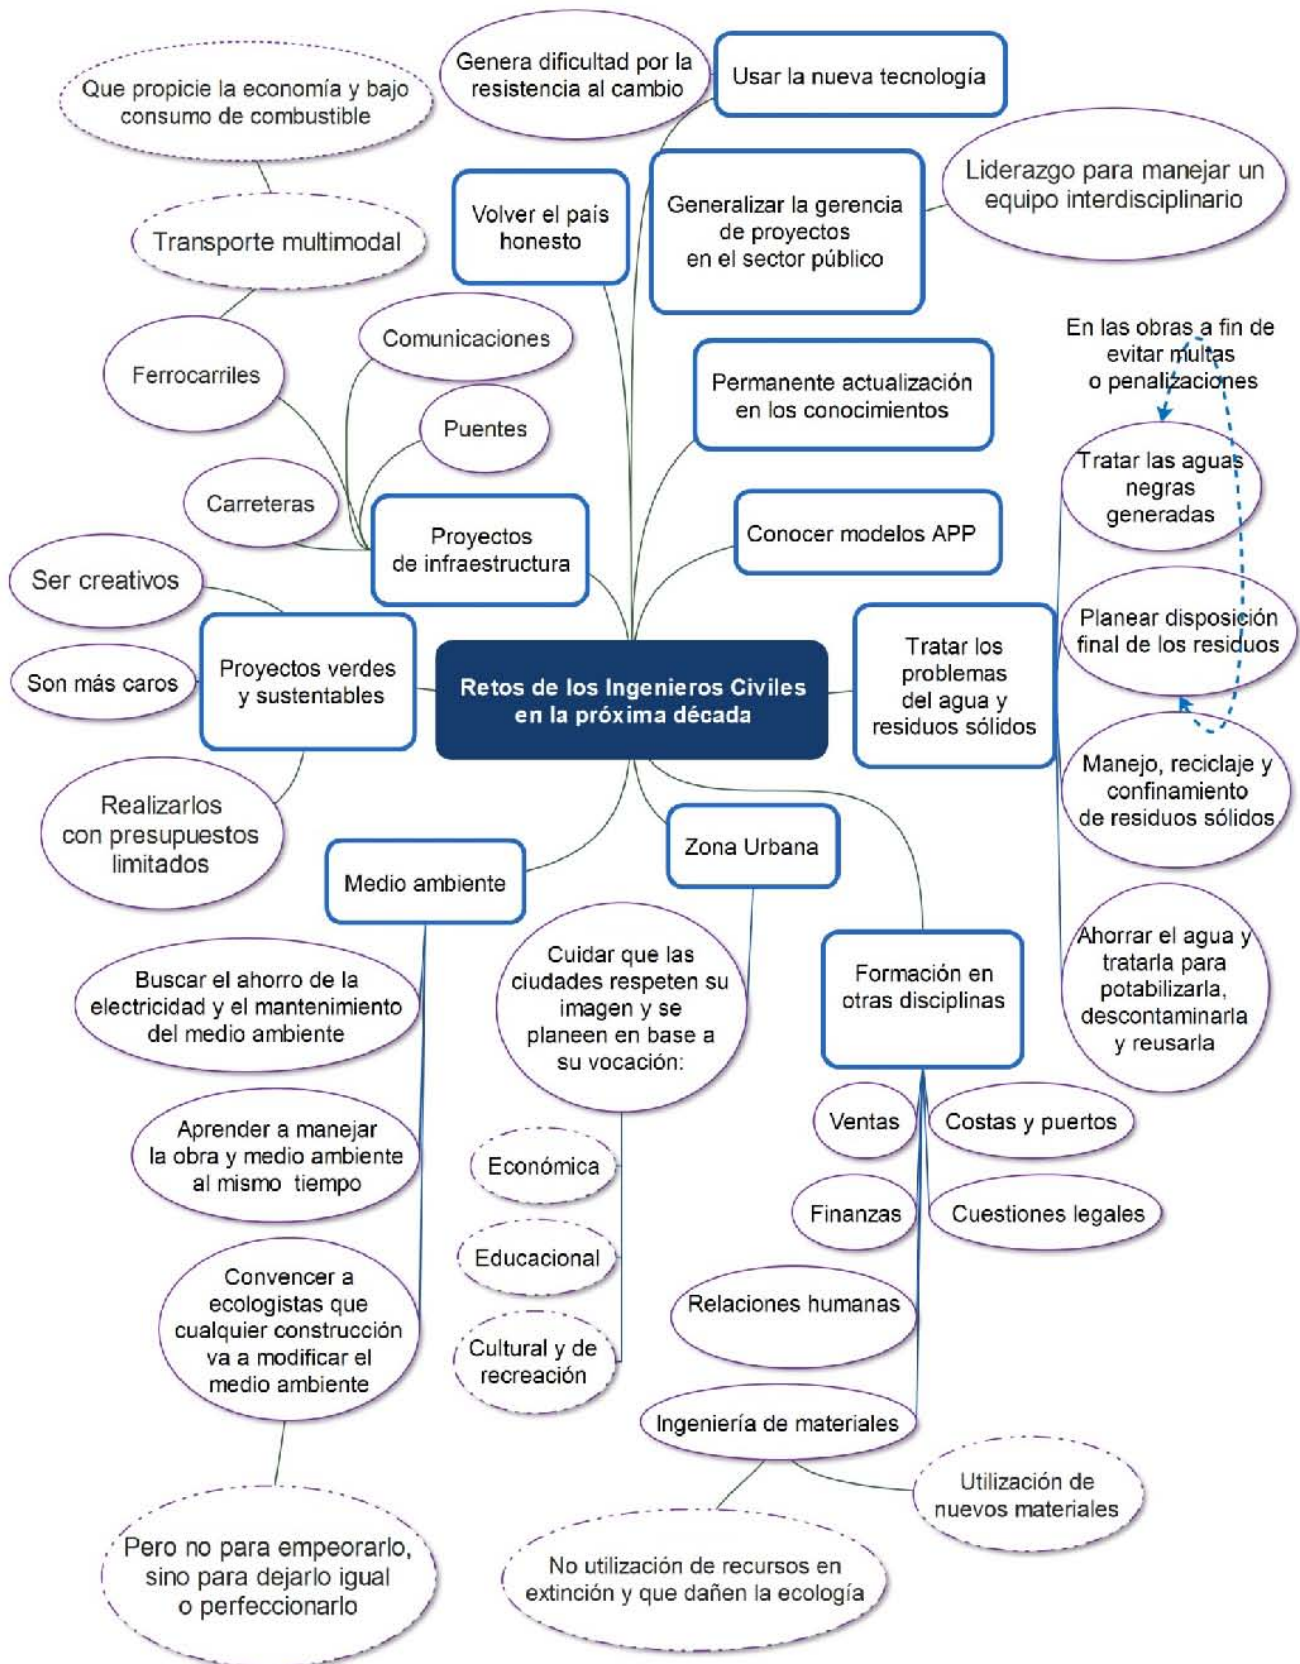 Genera dificultad por la
resistencia al cambio
Usar la nueva tecnología
Que propicie la economía y bajo
consumo de combustible
Liderazgo para manejar un
equipo interdisciplinario
Volver el país
honesto
Generalizar la gerencia
de proyectos
en el sector público
Transporte multimodal
Comunicaciones
En las obras a fin de
evitar multas
o penalizaciones
Ferrocarriles
Permanente actualización
en los conocimientos
Puentes
Tratar las aguas
negras
generadas
Carreteras
Proyectos
de infraestructura
Conocer modelos APP
Ser creativos
Planear disposición
final de los residuos
Proyectos verdes
y sustentables
Son más caros
Retos de los Ingenieros Civiles
en la próxima década
Tratar los
problemas
del agua y
residuos sólidos
Manejo, reciclaje y
confinamiento
de residuos sólidos
Realizarlos
con presupuestos
limitados
Zona Urbana
Medio ambiente
Ahorrar el agua y
tratarla para
potabilizarla,
descontaminarla
y reusarla
Buscar el ahorro de la
electricidad y el mantenimiento
del medio ambiente
Cuidar que las
ciudades respeten su
imagen y se
planeen en base a
su vocación:
Formación en
otras disciplinas
Aprender a manejar
la obra y medio ambiente
al mismo tiempo
Económica
Ventas
Costas y puertos
Finanzas
Cuestiones legales
Educacional
Convencer a
ecologistas que
cualquier construcción
va a modificar el
medio ambiente
Relaciones humanas
Cultural y de
recreación
Ingeniería de materiales
Utilización de
nuevos materiales
Pero no para empeorarlo,
sino para dejarlo igual
o perfeccionarlo
No utilización de recursos en
extinción y que dañen la ecología